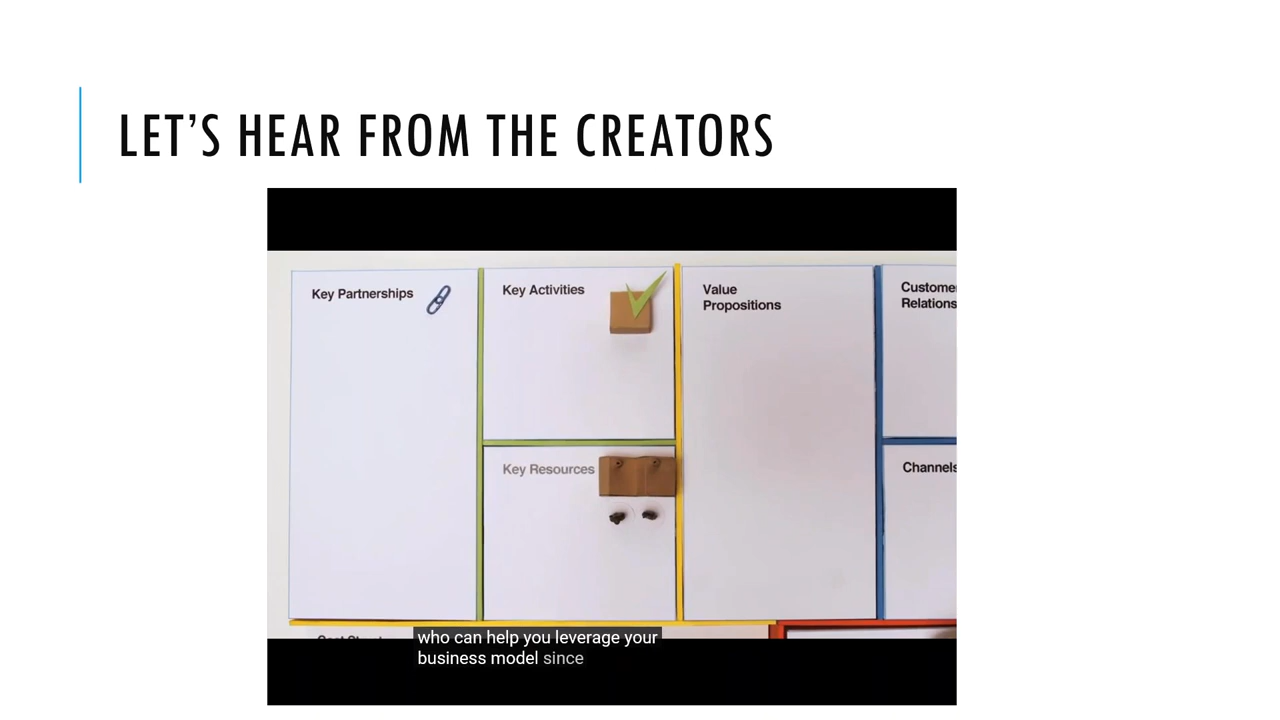 LET'S HEAR FROM THE CREATORS
Key Partnerships
Key Activities
Value
Propositions
Key Resources
Channels
who can help you leverage your
business model since